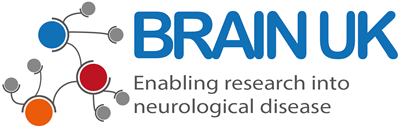 BRAIN UK
Enabling research into
neurological disease